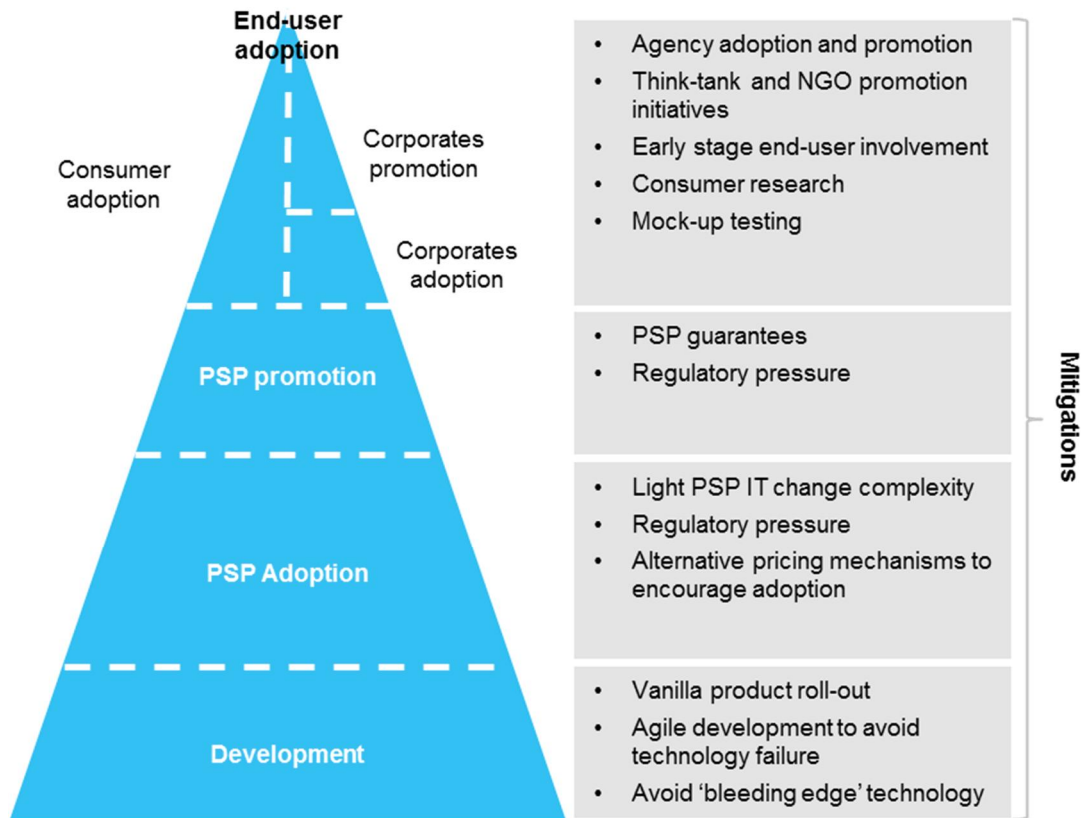 End-user
adoption
Consumer
adoption
Corporates
promotion
Corporates
adoption
PSP promotion
PSP Adoption
Development
• Agency adoption and promotion
• Think-tank and NGO promotion
initiatives
• Early stage end-user involvement
• Consumer research
• Mock-up testing
• PSP guarantees
• Regulatory pressure
• Light PSP IT change complexity
• Regulatory pressure
• Alternative pricing mechanisms to
encourage adoption
• Vanilla product roll-out
• Agile development to avoid
technology failure
• Avoid ‘bleeding edge’ technology
Mitigations